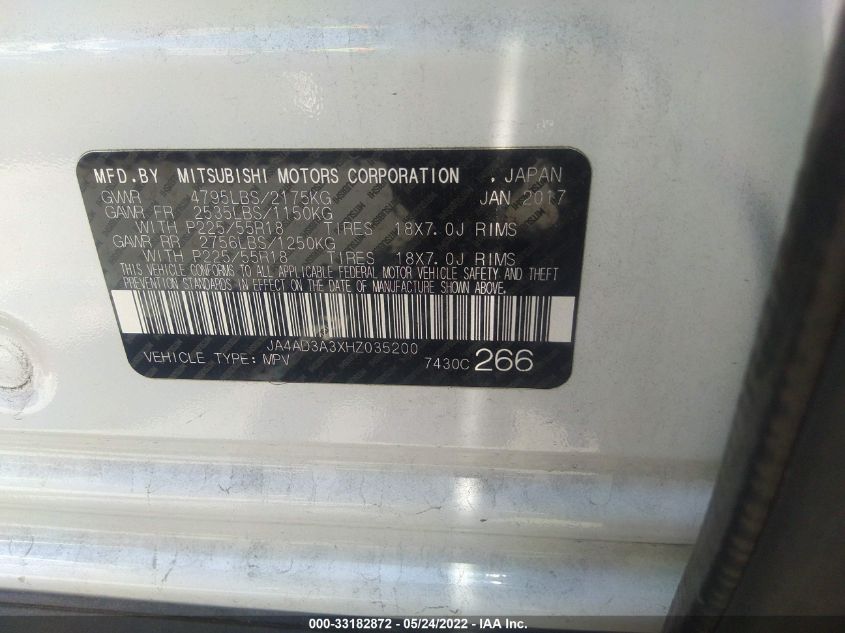 MFD.BY MITSUBISHI MOTORS CORPORATION , JAPAN
GVWR 4795LBS/2175KG JAN 2017
GAWR FR 2535LBS/1150KG
WITH P225/55R18 TIRES 18X7.0J RIMS
GAWR RR 2756LBS/1250KG
WITH P225/55R18 TIRES 18X7.0J RIMS
THIS VEHICLE CONFORMS TO ALL APPLICABLE FEDERAL MOTOR VEHICLE SAFETY AND THEFT
PREVENTION STANDARDS IN EFFECT ON THE DATE OF MANUFACTURE SHOWN ABOVE.
JA4AD3A3XHZ035200
VEHICLE TYPE: MPV 7430C 266
000-33182872 - 05/24/2022 - IAA Inc.